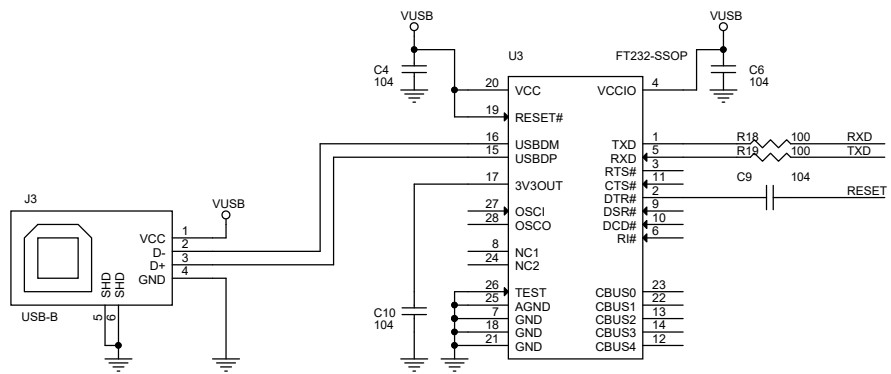 VUSB
VUSB
U3
FT232-SSOP
C4
104
C6
104
20
VCC
VCCIO
4
19
RESET#
16
USBDM
TXD
1
R18
100
RXD
15
USBDP
RXD
5
R19
100
TXD
RTS#
3
17
3V3OUT
CTS#
11
C9
104
DTR#
2
RESET
J3
VUSB
27
OSCI
DSR#
9
28
OSCO
DCD#
10
RI#
6
VCC
1
D-
2
D+
3
GND
4
8
NC1
24
NC2
SHD
SHD
5
6
USB-B
C10
104
26
TEST
CBUS0
23
25
AGND
CBUS1
22
7
GND
CBUS2
13
18
GND
CBUS3
14
21
GND
CBUS4
12